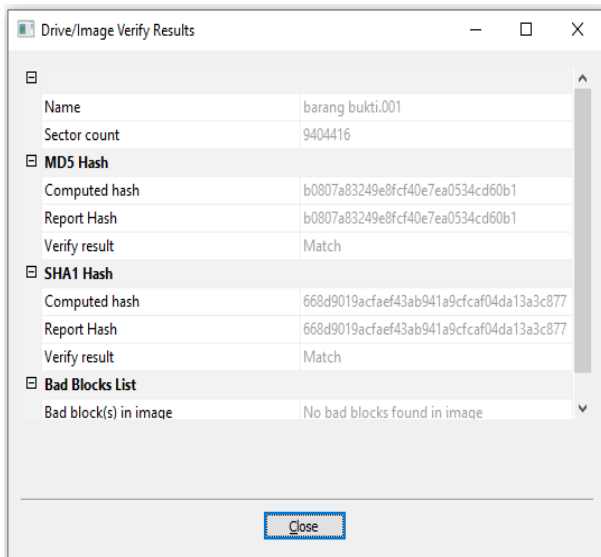 Drive/Image Verify Results
Name barang bukti.001
Sector count 9404416
MD5 Hash
Computed hash b0807a83249e8fcf40e7ea0534cd60b1
Report Hash b0807a83249e8fcf40e7ea0534cd60b1
Verify result Match
SHA1 Hash
Computed hash 668d9019acfaef43ab941a9cfcaf04da13a3c877
Report Hash 668d9019acfaef43ab941a9cfcaf04da13a3c877
Verify result Match
Bad Blocks List
Bad block(s) in image No bad blocks found in image
Close